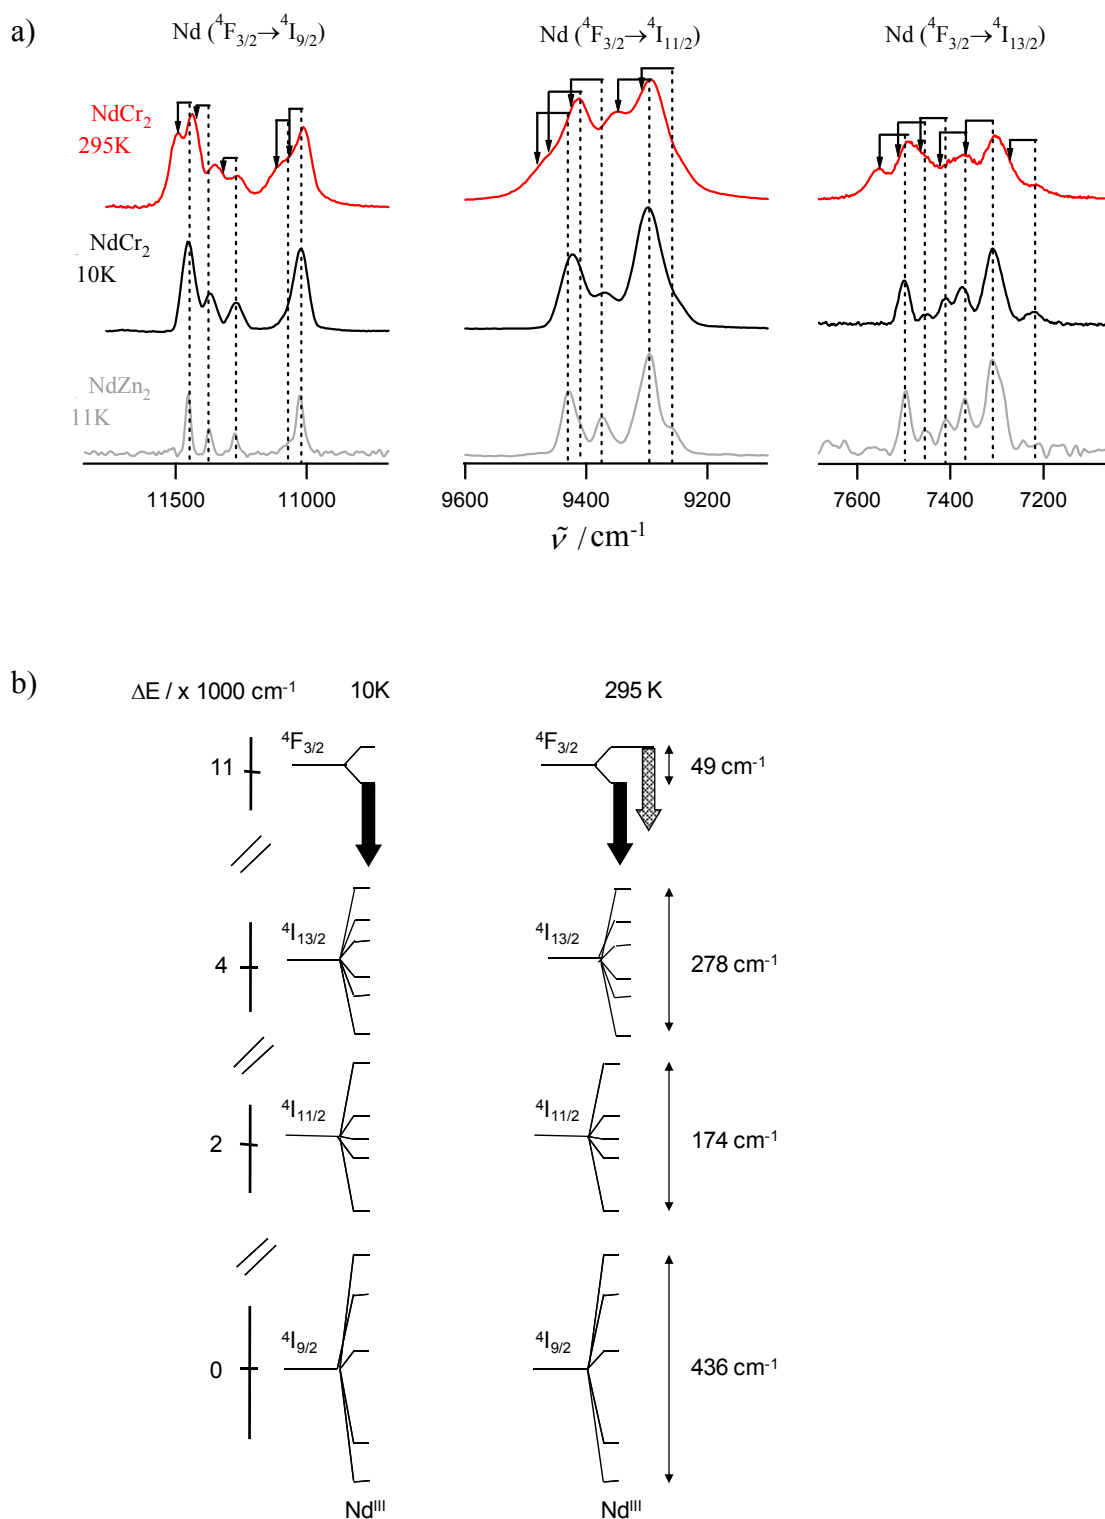 a)
Nd (⁴F₃/₂→⁴I₉/₂)
Nd (⁴F₃/₂→⁴I₁₁/₂)
Nd (⁴F₃/₂→⁴I₁₃/₂)
NdCr₂
295K
NdCr₂
10K
NdZn₂
11K
11500 11000
9600 9400 9200
7600 7400 7200
ν̃ /cm⁻¹
b)
ΔE / x 1000 cm⁻¹ 10K 295 K
⁴F₃/₂ ⁴F₃/₂
11 49 cm⁻¹
⁴I₁₃/₂ ⁴I₁₃/₂
4 278 cm⁻¹
⁴I₁₁/₂ ⁴I₁₁/₂
2 174 cm⁻¹
⁴I₉/₂ ⁴I₉/₂
0 436 cm⁻¹
Ndᴵᴵᴵ Ndᴵᴵᴵ